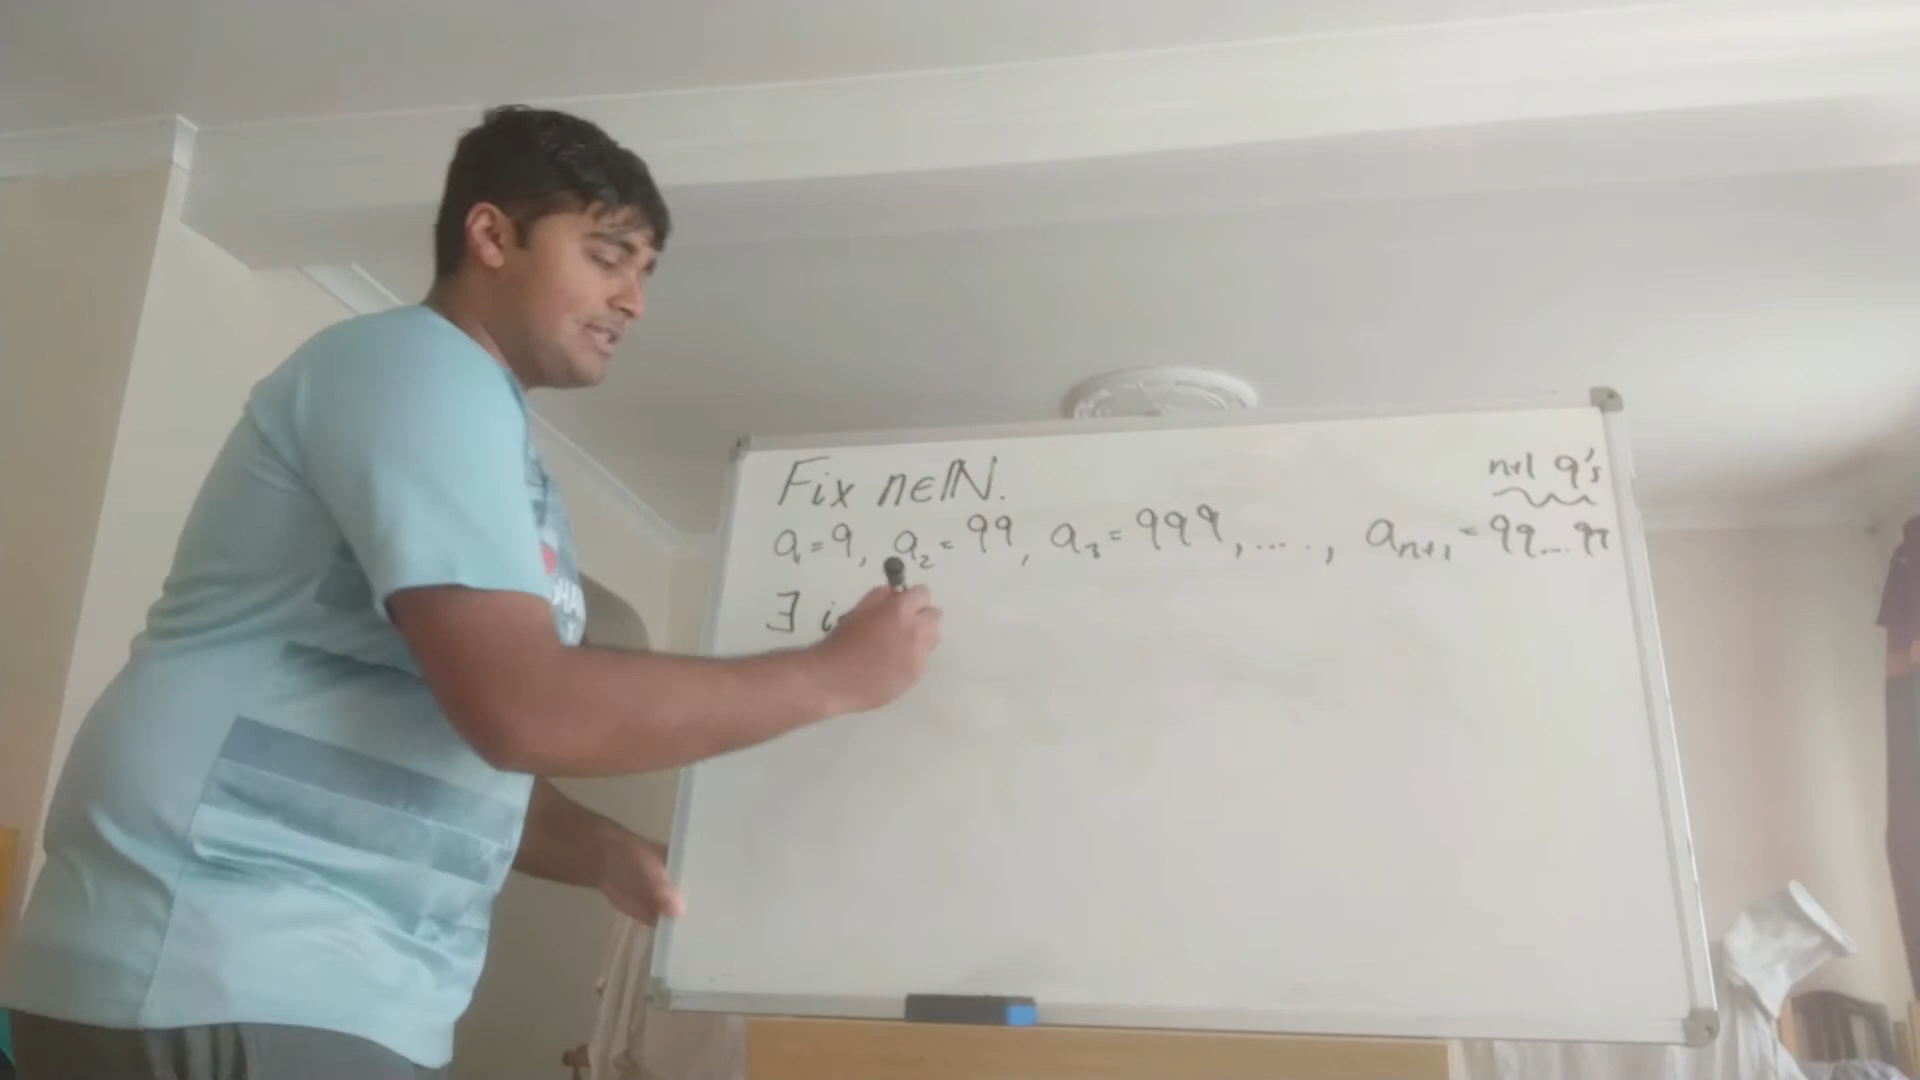 n+1 9's
Fix n∈ℕ.
a₁=9, a₂=99, a₃=999, ...., aₙ₊₁=99...99
∃ i